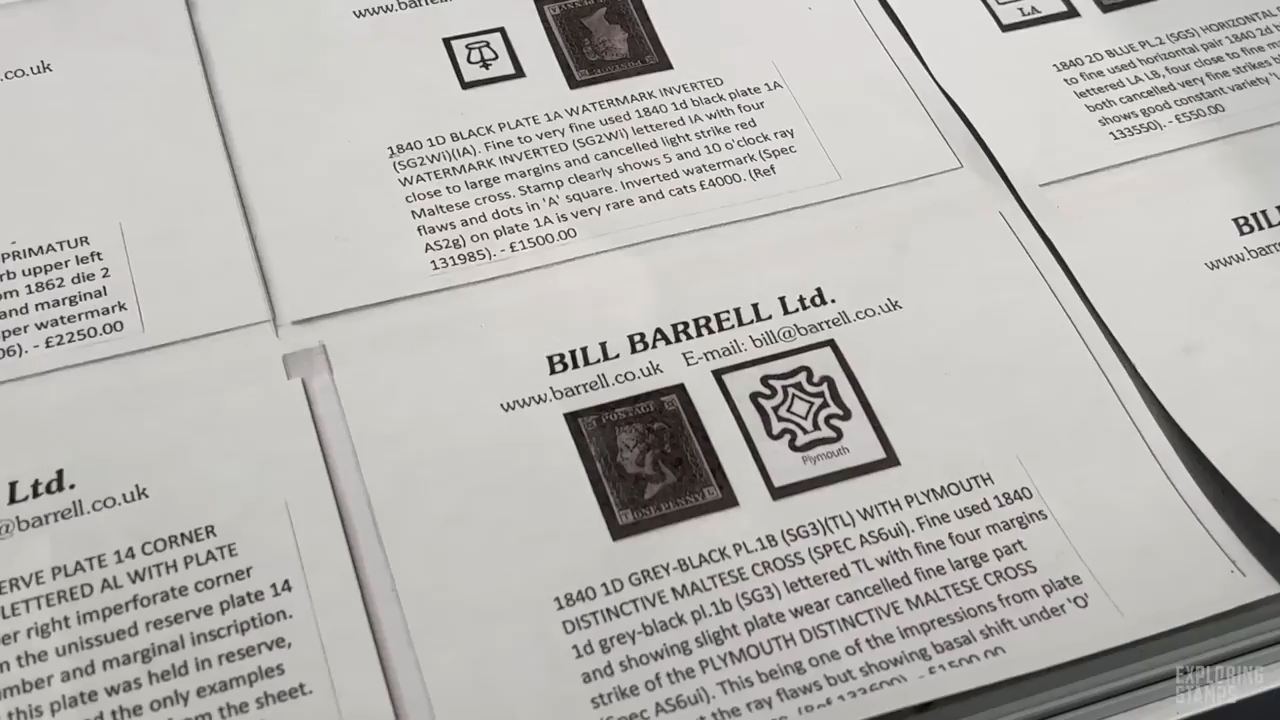 .co.uk
www.barrell.
1840 1D BLACK PLATE 1A WATERMARK INVERTED
(SG2Wi)(IA). Fine to very fine used 1840 1d black plate 1A
WATERMARK INVERTED (SG2Wi) lettered IA with four
close to large margins and cancelled light strike red
Maltese cross. Stamp clearly shows 5 and 10 o'clock ray
flaws and dots in 'A' square. Inverted watermark (Spec
AS2g) on plate 1A is very rare and cats £4000. (Ref
131985). - £1500.00
LA
1840 2D BLUE PL.2 (SG5) HORIZONTAL
to fine used horizontal pair 1840 2d
lettered LA LB, four close to fine
both cancelled very fine strikes
shows good constant variety
133550). - £550.00
PRIMATUR
rb upper left
om 1862 die 2
and marginal
per watermark
06). - £2250.00
BILL BARRELL Ltd.
www.barrell.co.uk E-mail: bill@barrell.co.uk
POSTAGE
T ONE PENNY L
Plymouth
1840 1D GREY-BLACK PL.1B (SG3)(TL) WITH PLYMOUTH
DISTINCTIVE MALTESE CROSS (SPEC AS6ui). Fine used 1840
1d grey-black pl.1b (SG3) lettered TL with fine four margins
and showing slight plate wear cancelled fine large part
strike of the PLYMOUTH DISTINCTIVE MALTESE CROSS
(Spec AS6ui). This being one of the impressions from plate
the ray flaws but showing basal shift under 'O'
(Ref 133600). - £1500.00
BILL
www.barre
Ltd.
@barrell.co.uk
ERVE PLATE 14 CORNER
LETTERED AL WITH PLATE
er right imperforate corner
n the unissued reserve plate 14
mber and marginal inscription.
this plate was held in reserve,
d the only examples
om the sheet.
EXPLORING
STAMPS